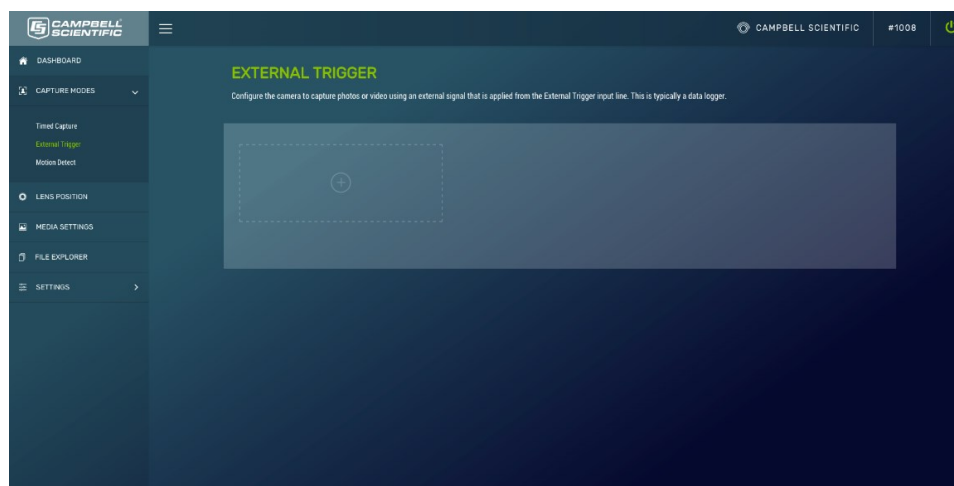 CAMPBELL
SCIENTIFIC
CAMPBELL SCIENTIFIC
#1008
DASHBOARD
CAPTURE MODES
Timed Capture
External Trigger
Motion Detect
LENS POSITION
MEDIA SETTINGS
FILE EXPLORER
SETTINGS
EXTERNAL TRIGGER
Configure the camera to capture photos or video using an external signal that is applied from the External Trigger input line. This is typically a data logger.